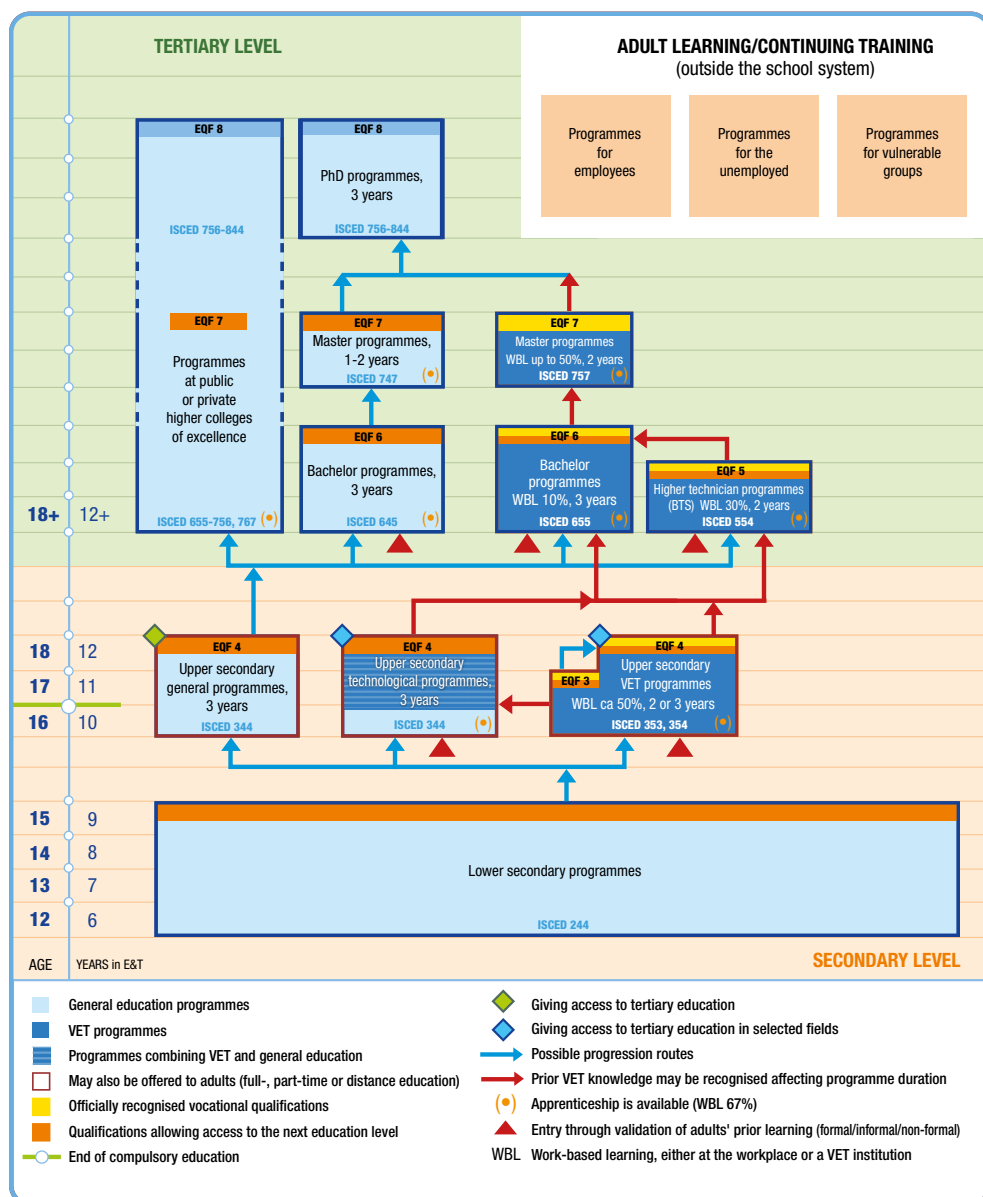 TERTIARY LEVEL
ADULT LEARNING/CONTINUING TRAINING
(outside the school system)
Programmes
for
employees
Programmes
for the
unemployed
Programmes
for vulnerable
groups
EQF 8
ISCED 756-844
EQF 7
Programmes
at public
or private
higher colleges
of excellence
ISCED 655-756, 767 (•)
EQF 8
PhD programmes,
3 years
ISCED 756-844
EQF 7
Master programmes,
1-2 years
ISCED 747 (•)
EQF 7
Master programmes
WBL up to 50%, 2 years
ISCED 757 (•)
EQF 6
Bachelor programmes,
3 years
ISCED 645 (•)
EQF 6
Bachelor
programmes
WBL 10%, 3 years
ISCED 655 (•)
EQF 5
Higher technician programmes
(BTS) WBL 30%, 2 years
ISCED 554 (•)
18+ 12+
18 12
17 11
16 10
EQF 4
Upper secondary
general programmes,
3 years
ISCED 344
EQF 4
Upper secondary
technological programmes,
3 years
ISCED 344 (•)
EQF 3
EQF 4
Upper secondary
VET programmes
WBL ca 50%, 2 or 3 years
ISCED 353, 354 (•)
15 9
14 8
13 7
12 6
Lower secondary programmes
ISCED 244
AGE YEARS in E&T
SECONDARY LEVEL
General education programmes
VET programmes
Programmes combining VET and general education
May also be offered to adults (full-, part-time or distance education)
Officially recognised vocational qualifications
Qualifications allowing access to the next education level
End of compulsory education
Giving access to tertiary education
Giving access to tertiary education in selected fields
Possible progression routes
Prior VET knowledge may be recognised affecting programme duration
(•) Apprenticeship is available (WBL 67%)
Entry through validation of adults' prior learning (formal/informal/non-formal)
WBL Work-based learning, either at the workplace or a VET institution